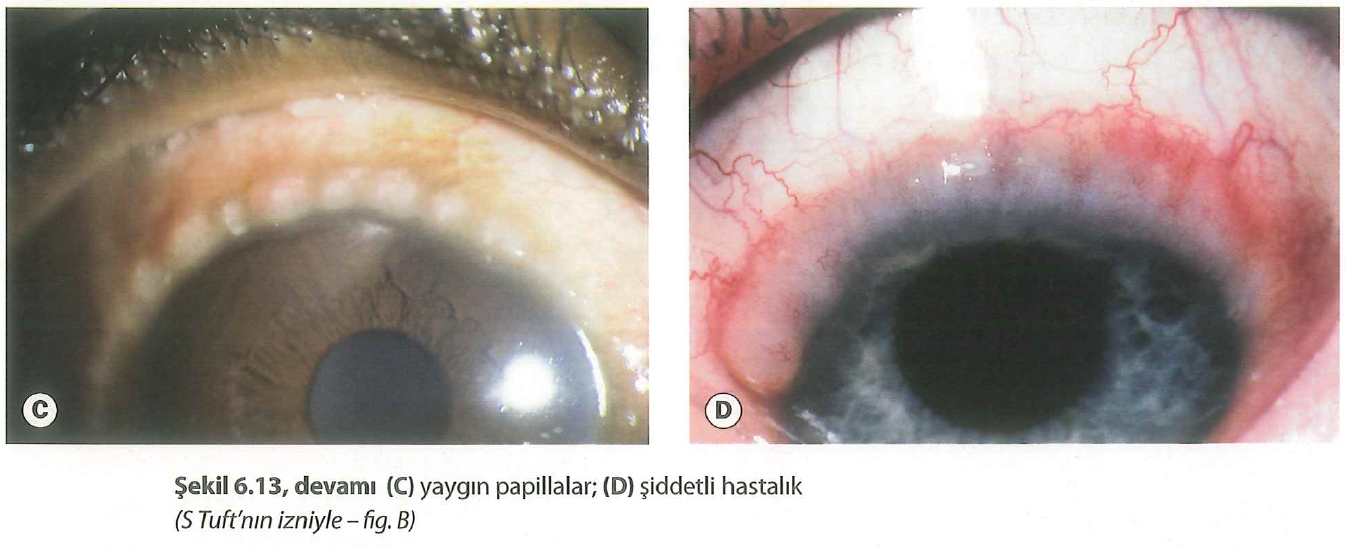 C
D
Şekil 6.13, devamı (C) yaygın papillalar; (D) şiddetli hastalık
(S Tuft'nın izniyle – fig. B)